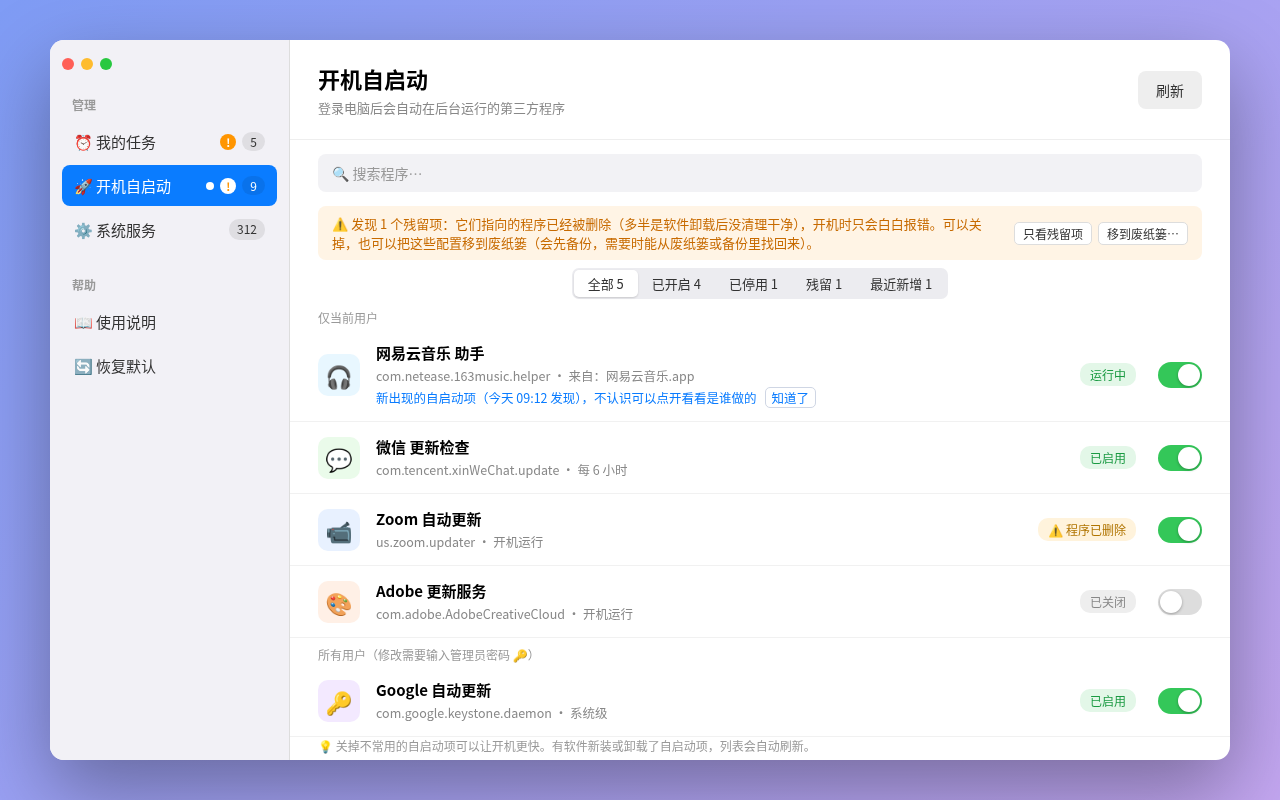 管理
⏰ 我的任务 ! 5
🚀 开机自启动 ! 9
⚙️ 系统服务 312
帮助
📖 使用说明
🔄 恢复默认
开机自启动
登录电脑后会自动在后台运行的第三方程序
刷新
🔍 搜索程序…
⚠️ 发现 1 个残留项：它们指向的程序已经被删除（多半是软件卸载后没清理干净），开机时只会白白报错。可以关
掉，也可以把这些配置移到废纸篓（会先备份，需要时能从废纸篓或备份里找回来）。
只看残留项 移到废纸篓…
全部 5 已开启 4 已停用 1 残留 1 最近新增 1
仅当前用户
网易云音乐 助手
com.netease.163music.helper · 来自：网易云音乐.app
新出现的自启动项（今天 09:12 发现），不认识可以点开看看是谁做的 知道了
运行中
微信 更新检查
com.tencent.xinWeChat.update · 每 6 小时
已启用
Zoom 自动更新
us.zoom.updater · 开机运行
⚠️ 程序已删除
Adobe 更新服务
com.adobe.AdobeCreativeCloud · 开机运行
已关闭
所有用户（修改需要输入管理员密码 🔑）
Google 自动更新
com.google.keystone.daemon · 系统级
已启用
💡 关掉不常用的自启动项可以让开机更快。有软件新装或卸载了自启动项，列表会自动刷新。